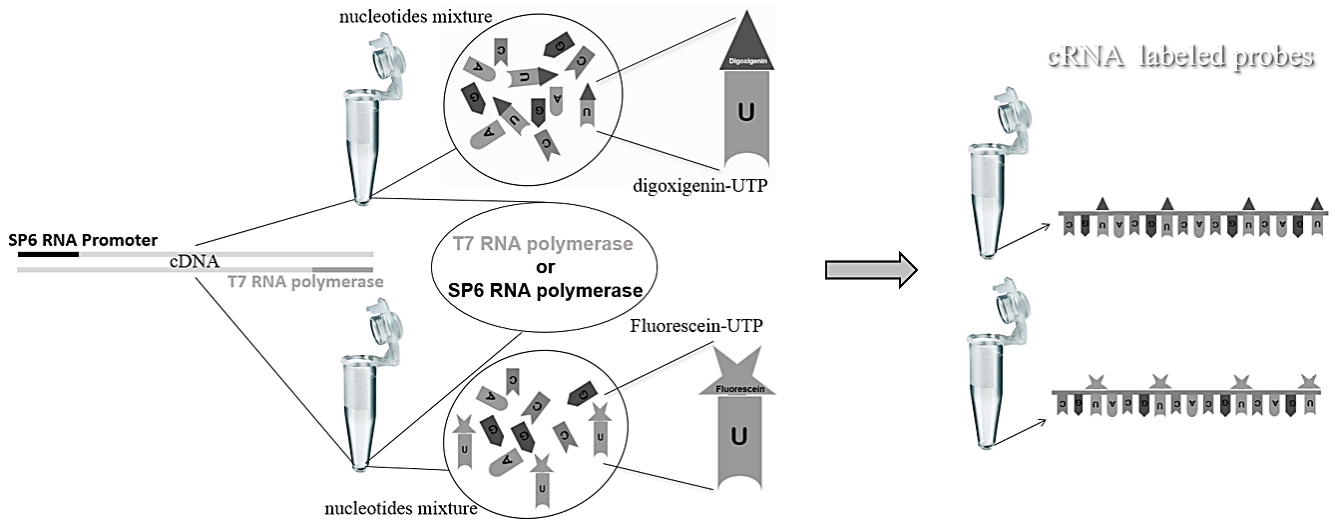 nucleotides mixture
C
G
C
A
U
G
A
G
U
U
A
C
Digoxigenin
U
digoxigenin-UTP
cRNA labeled probes
C G U A C G U C A C G U C A G U
SP6 RNA Promoter
cDNA
T7 RNA polymerase
T7 RNA polymerase
or
SP6 RNA polymerase
Fluorescein-UTP
C
A
G
C
U
G
G
C
U
A
U
Fluorescein
U
nucleotides mixture
C G U A C G U C A C G U C A G U